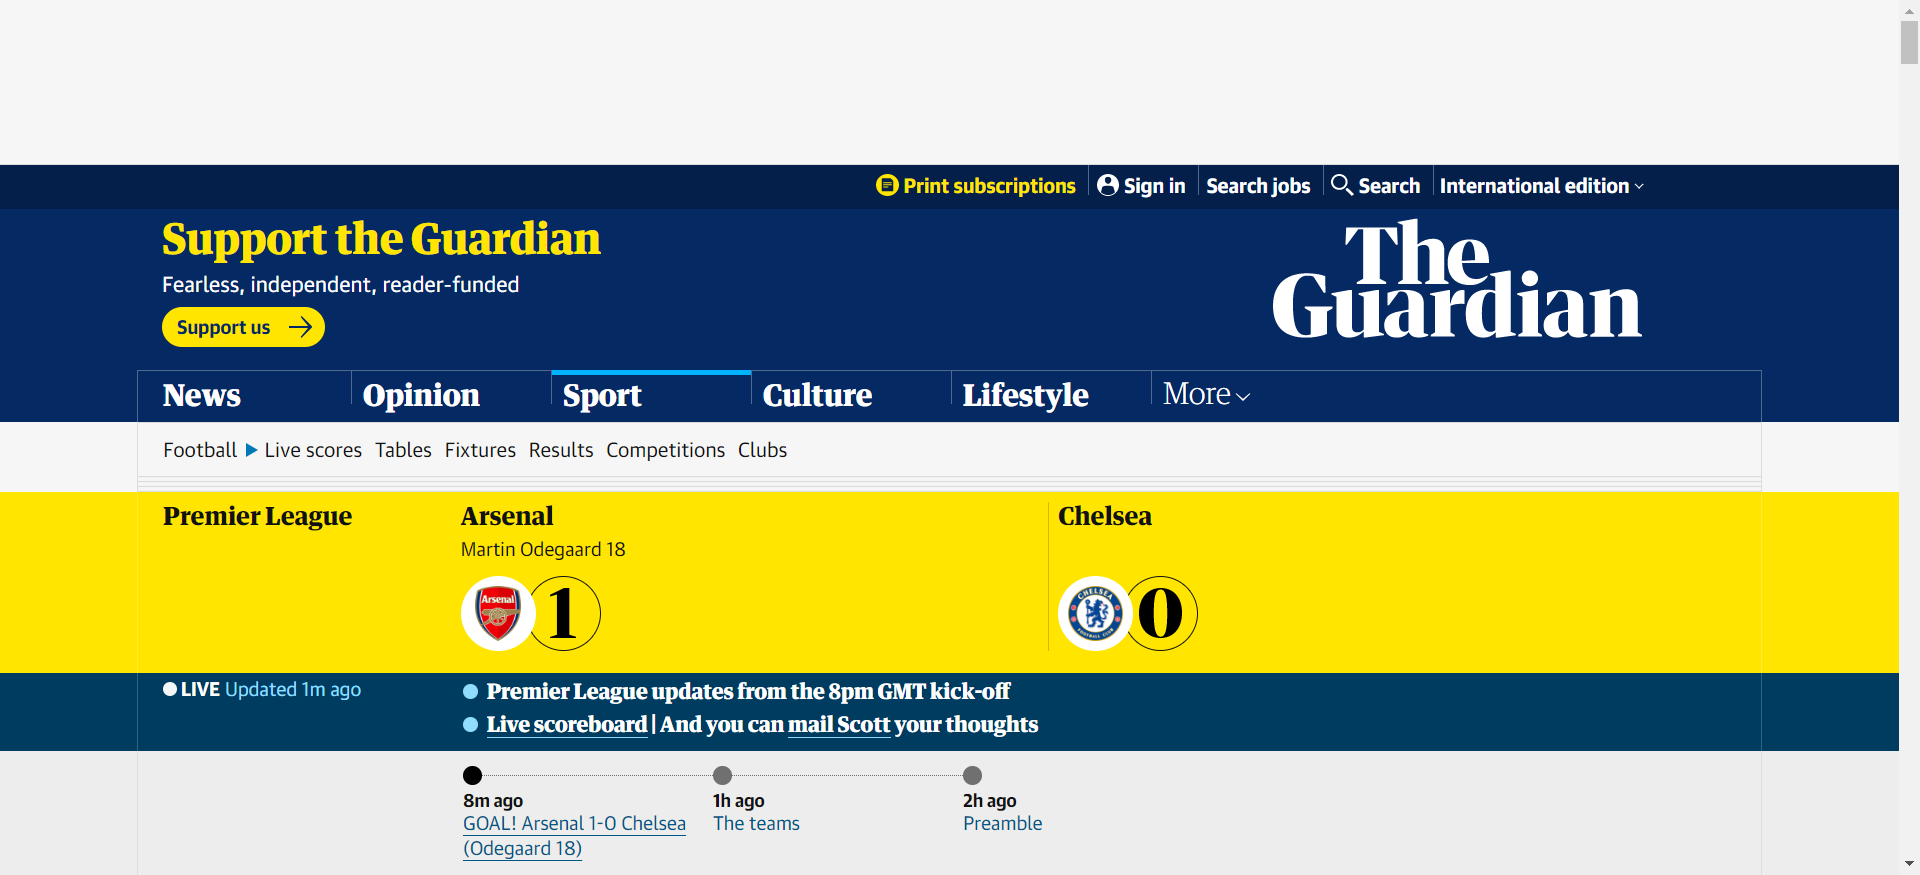 Print subscriptions Sign in Search jobs Search International edition
Support the Guardian
Fearless, independent, reader-funded
Support us
The
Guardian
News Opinion Sport Culture Lifestyle More
Football Live scores Tables Fixtures Results Competitions Clubs
Premier League Arsenal Chelsea
Martin Odegaard 18
Arsenal 1 CHELSEA FOOTBALL CLUB 0
LIVE Updated 1m ago
Premier League updates from the 8pm GMT kick-off
Live scoreboard | And you can mail Scott your thoughts
8m ago 1h ago 2h ago
GOAL! Arsenal 1-0 Chelsea The teams Preamble
(Odegaard 18)